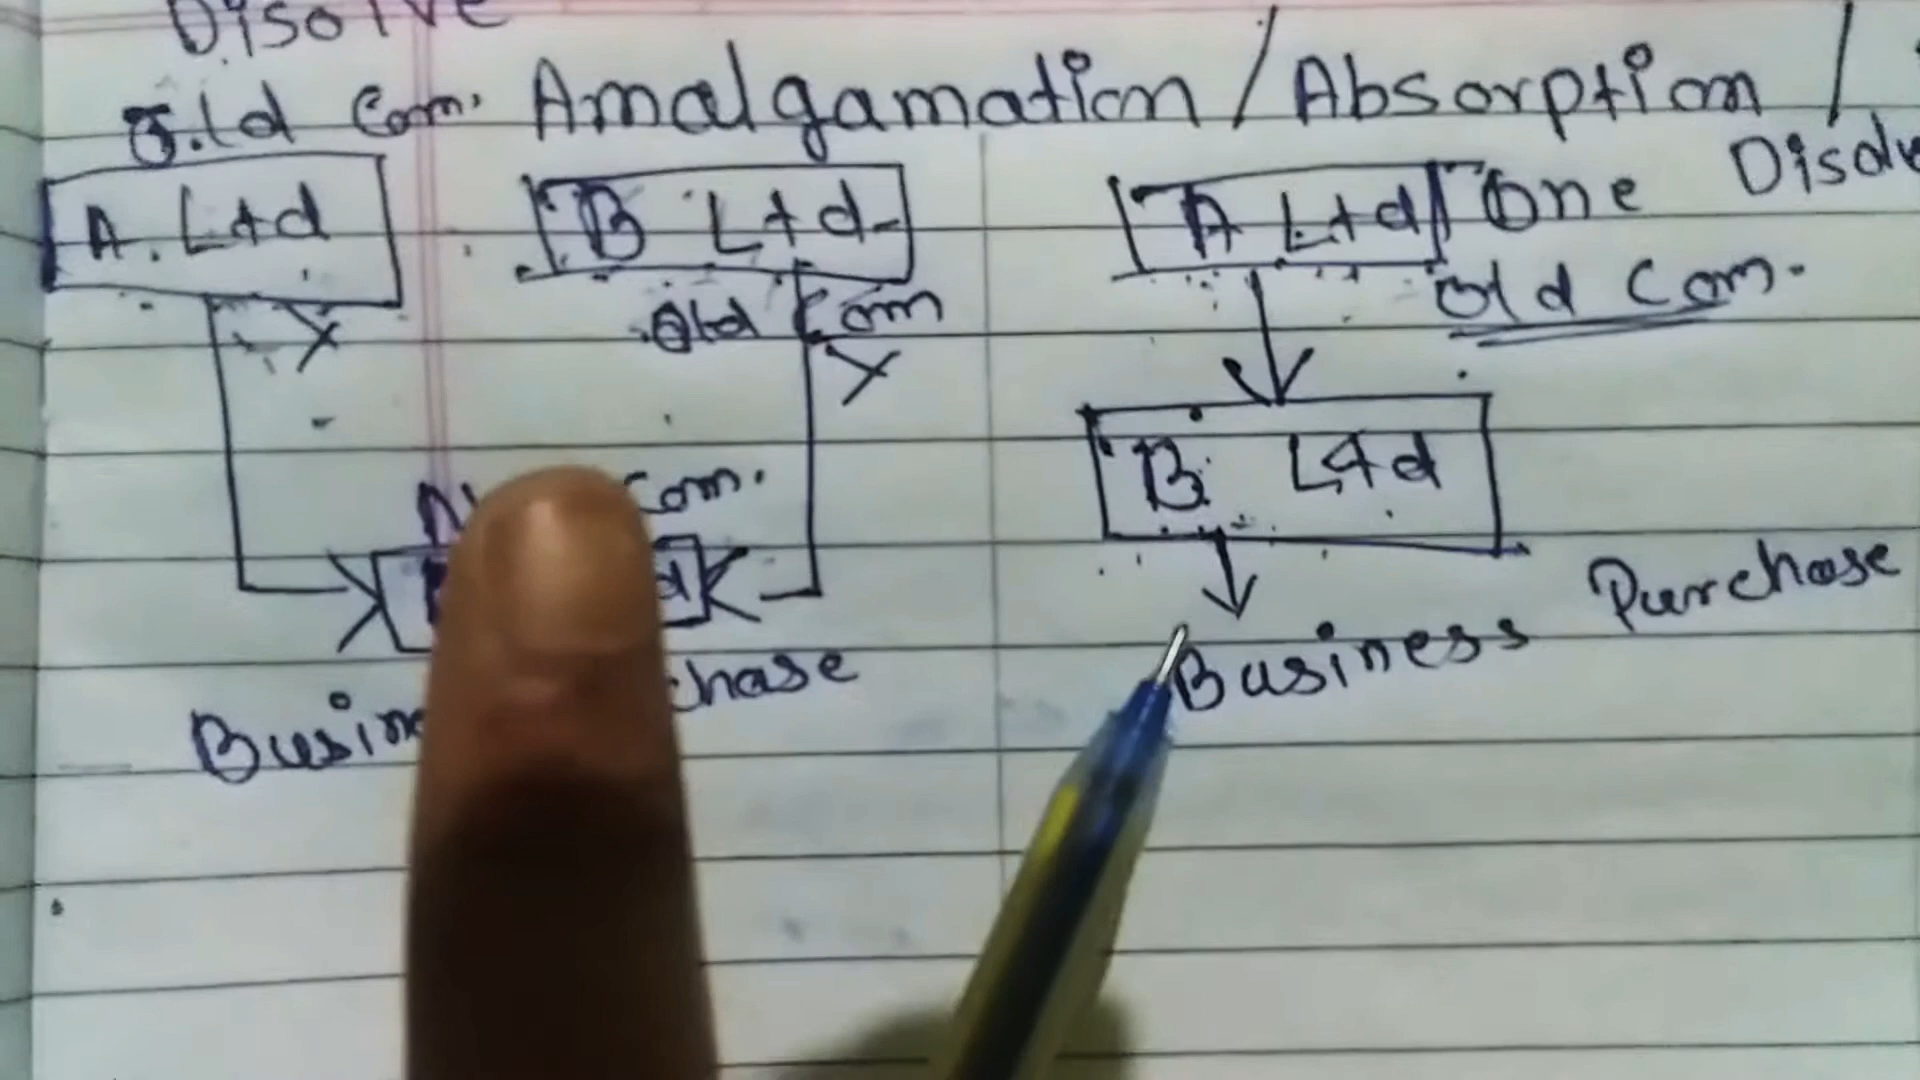 Disolve
Old Com. Amalgamation / Absorption /
A. Ltd
B Ltd
Old Com
X
X
Com.
chase
A Ltd
One Disolve
Old Com.
B Ltd
Business Purchase